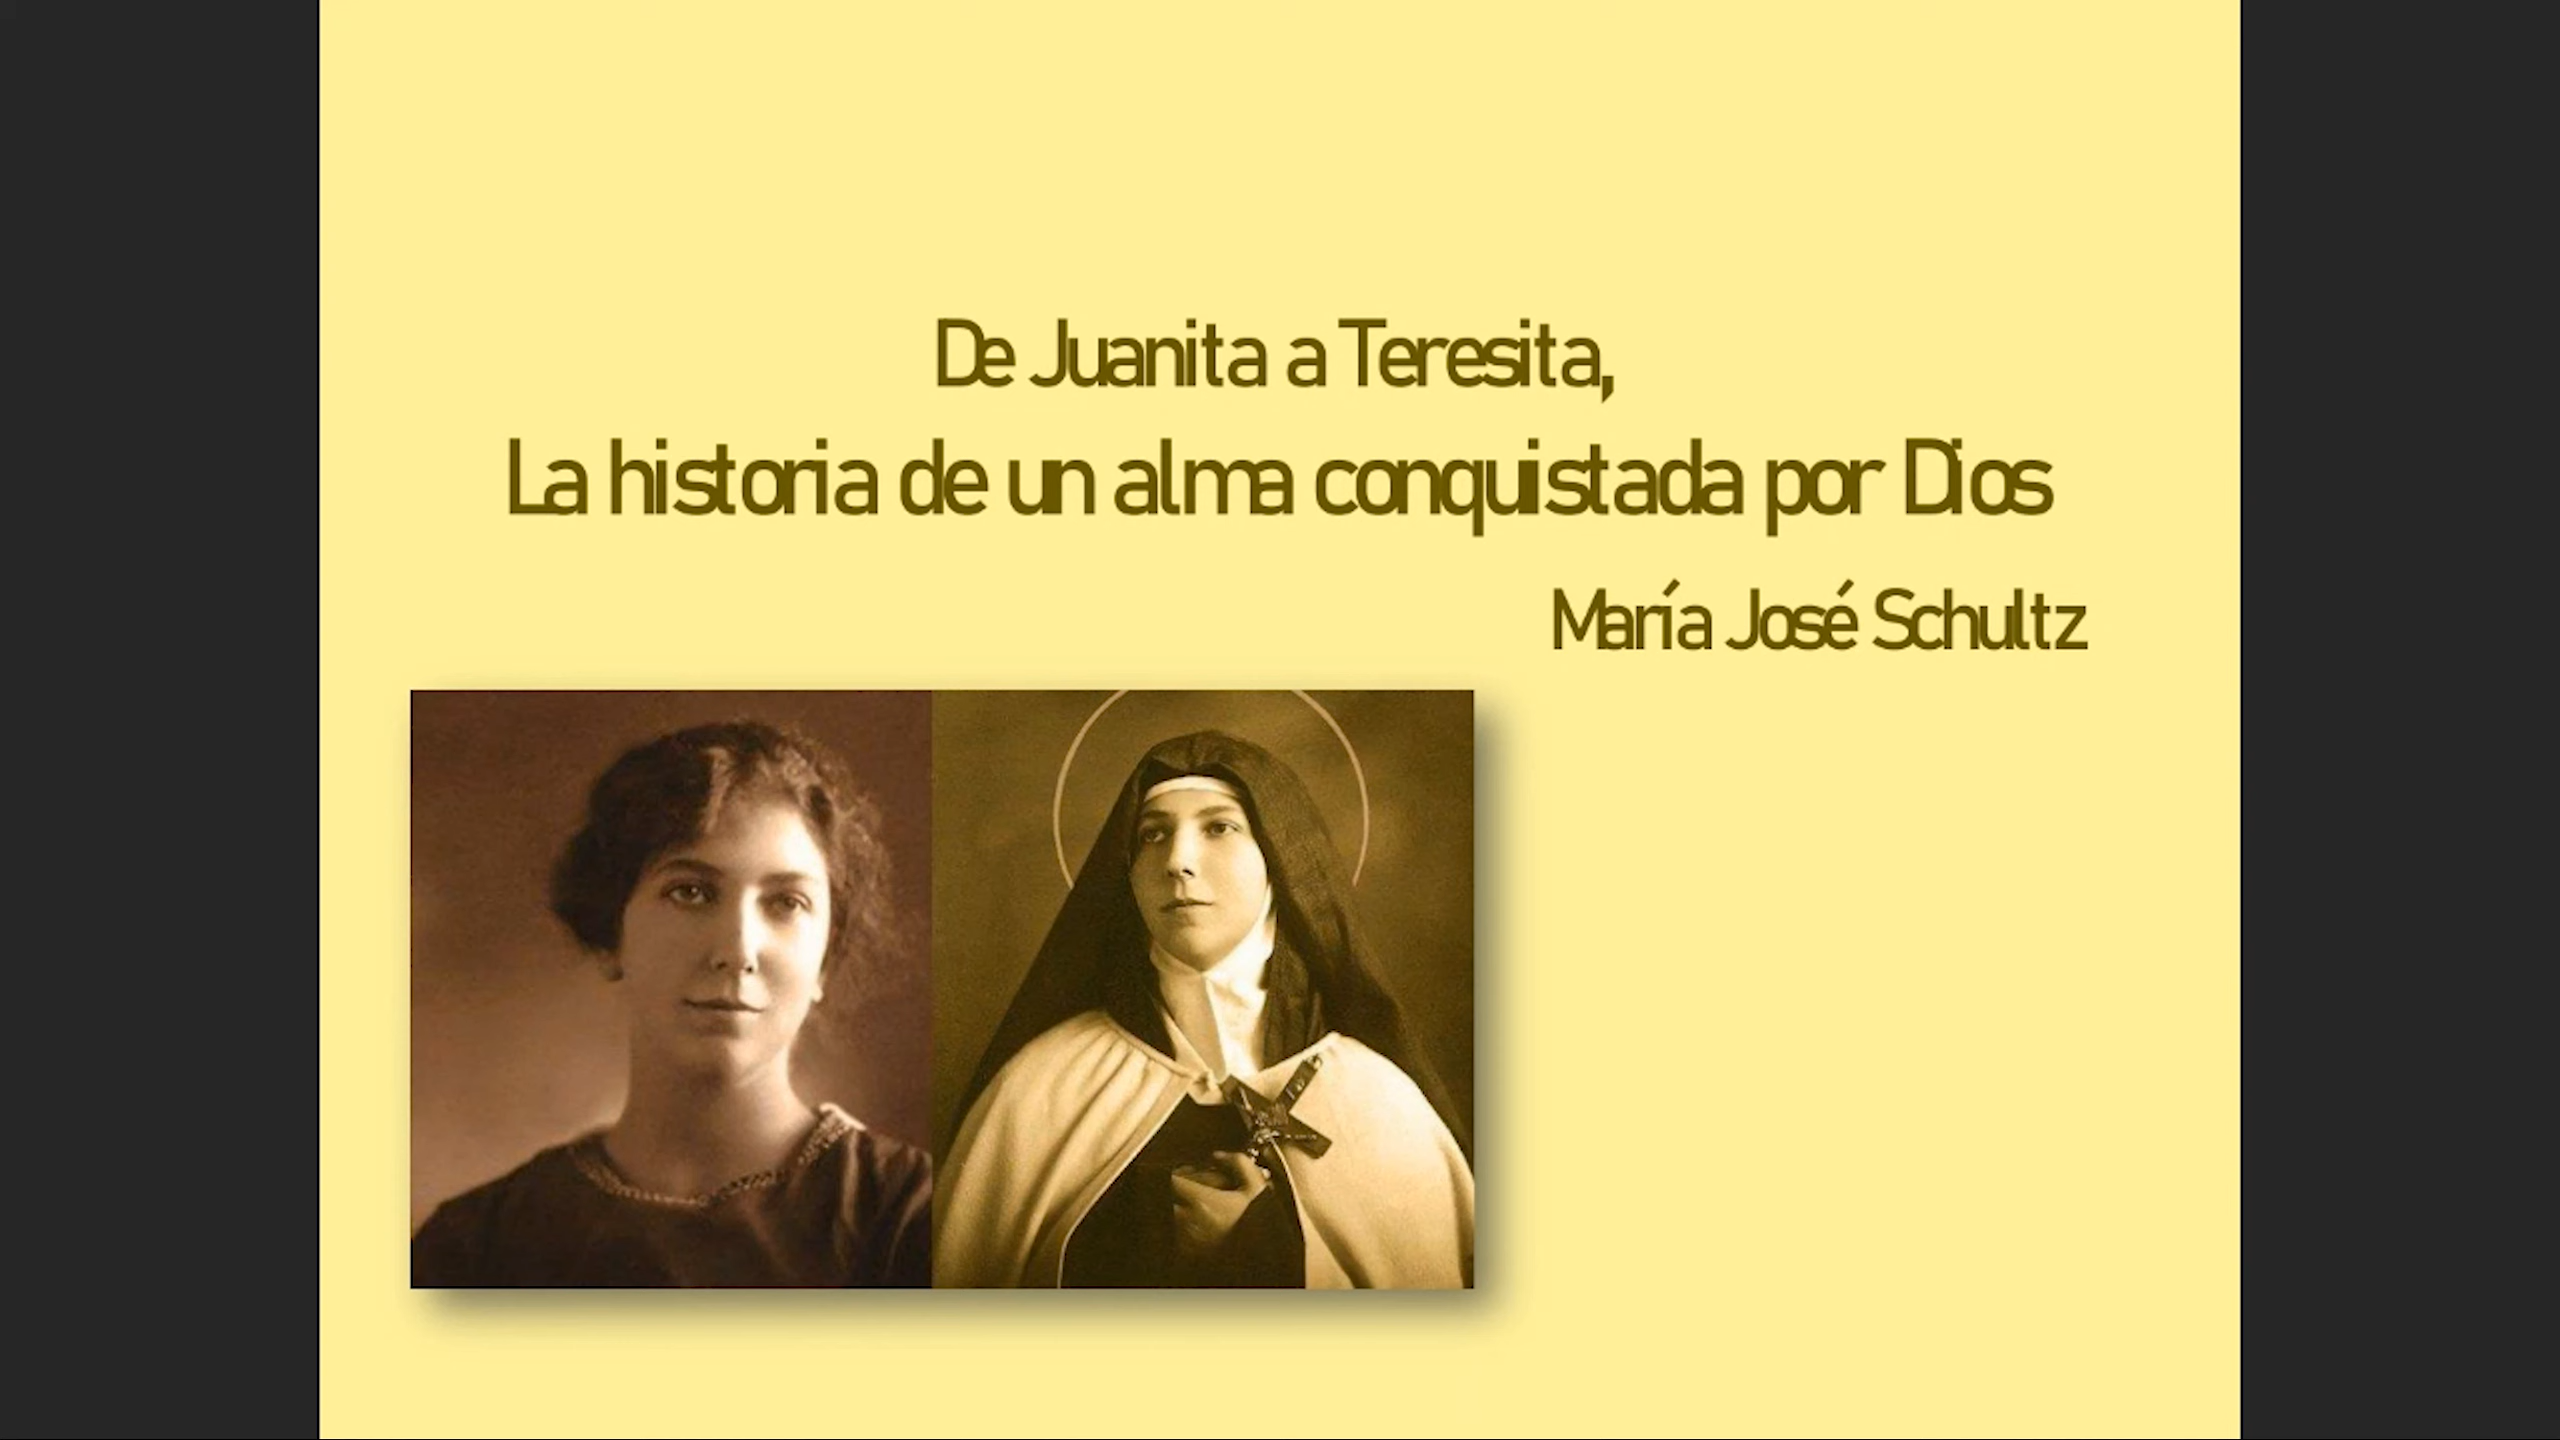 De Juanita a Teresita,
La historia de un alma conquistada por Dios
María José Schultz